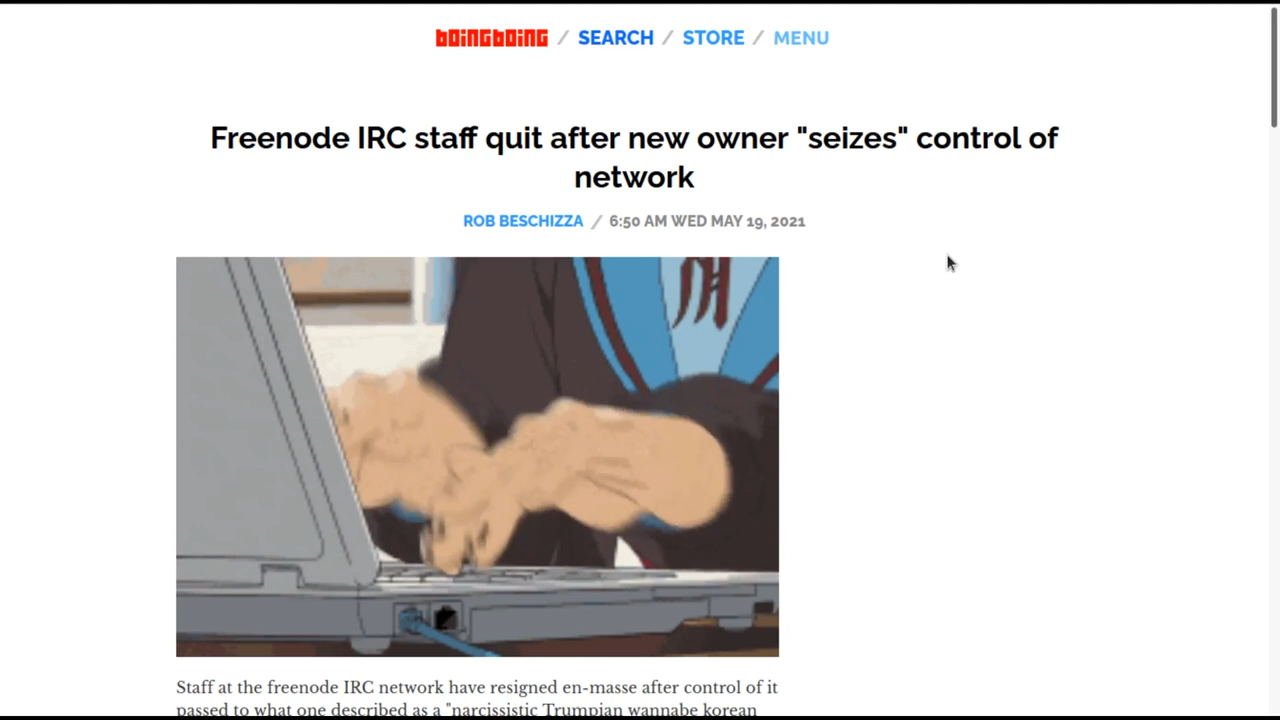 boingboing / SEARCH / STORE / MENU
Freenode IRC staff quit after new owner "seizes" control of
network
ROB BESCHIZZA / 6:50 AM WED MAY 19, 2021
Staff at the freenode IRC network have resigned en-masse after control of it
passed to what one described as a "narcissistic Trumpian wannabe korean